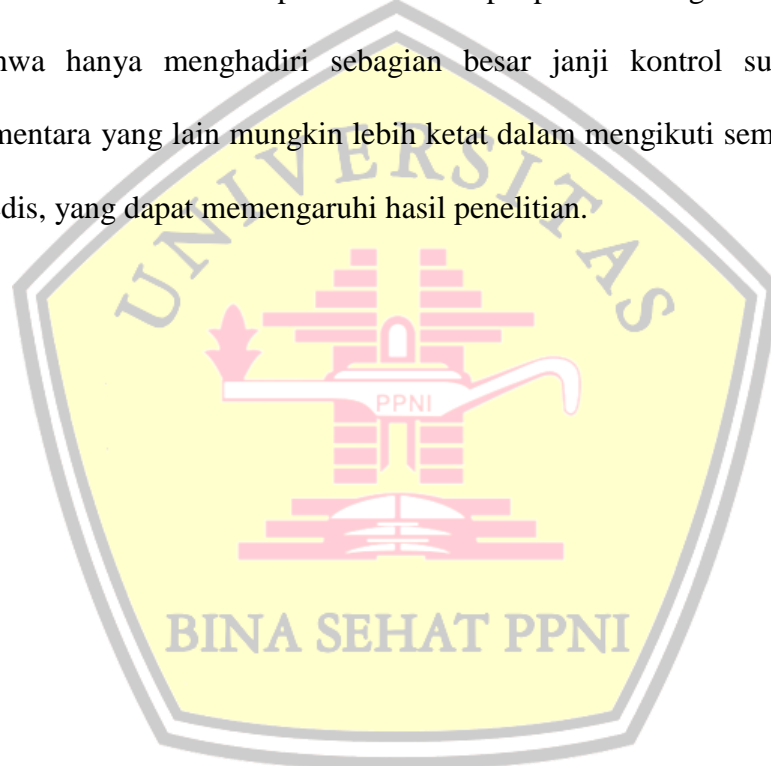 hwa hanya menghadiri sebagian besar janji kontrol su
mentara yang lain mungkin lebih ketat dalam mengikuti sem
dis, yang dapat memengaruhi hasil penelitian.
UNIVERSITAS
PPNI
BINA SEHAT PPNI